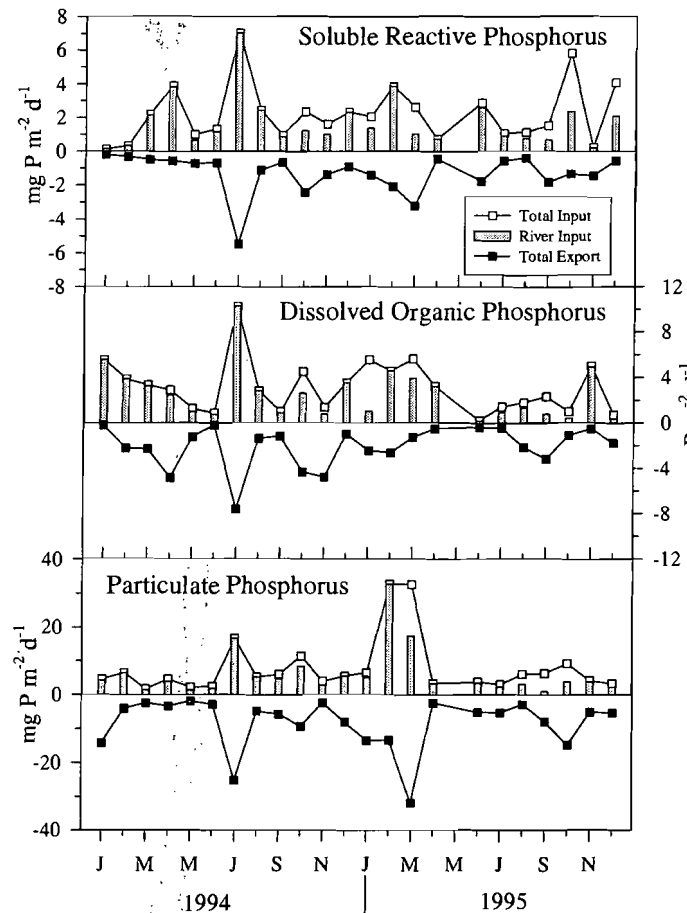 Soluble Reactive Phosphorus
8
6
4
2
0
-2
-4
-6
-8
mg P m-2 d-1
Total Input
River Input
Total Export
Dissolved Organic Phosphorus
12
8
4
0
-4
-8
-12
Particulate Phosphorus
40
20
0
-20
-40
mg P m-2 d-1
J M M J S N J M M J S N
1994 1995